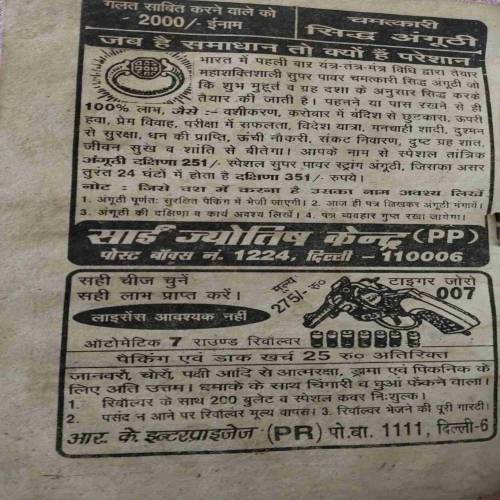 गलत साबित करने वाले को
2000/- ईनाम
चमत्कारी
सिद्ध अंगूठी
जब है समाधान तो क्यों हैं परेशान
भारत में पहली बार यंत्र-तंत्र-मंत्र विधि द्वारा तैयार
महाशक्तिशाली सुपर पावर चमत्कारी सिद्ध अंगूठी जो
कि शुभ मुहूर्त व ग्रह दशा के अनुसार सिद्ध करके
तैयार की जाती है। पहनने या पास रखने से ही
100% लाभ, जैसे :- वशीकरण, करोबार में बंदिश से छुटकारा, ऊपरी
हवा, प्रेम विवाह, परीक्षा में सफलता, विदेश यात्रा, मनचाही शादी, दुश्मन
से सुरक्षा, धन की प्राप्ति, ऊंची नौकरी, संकट निवारण, दुष्ट ग्रह शात,
जीवन सुख व शांति से बीतेगा। आपके नाम से स्पेशल तांत्रिक
अंगूठी दक्षिणा 251/- स्पेशल सुपर पावर स्ट्रांग अंगूठी, जिसका असर
तुरंत 24 घंटों में होता है दक्षिणा 351/- रुपये।
नोट :- जिसे वश में करना है उसका नाम अवश्य लिखें
1. अंगूठी पूर्णतः सुरक्षित पैकिंग में भेजी जाएगी। 2. आज ही पत्र लिखकर अंगूठी मंगायें।
3. अंगूठी की दक्षिणा व कार्य अवश्य लिखें। 4. पत्र व्यवहार गुप्त रखा जायेगा।
साईं ज्योतिष केन्द्र (PP)
पोस्ट बॉक्स नं. 1224, दिल्ली - 110006
सही चीज चुनें
सही लाभ प्राप्त करें।
मूल्य
275/- रु०
टाइगर जोरो
007
लाइसेंस आवश्यक नहीं
ऑटोमेटिक 7 राउण्ड रिवॉल्वर
पैकिंग एवं डाक खर्च 25 रु० अतिरिक्त
जानवरों, चोरों, पक्षी आदि से आत्मरक्षा, ड्रामा एवं पिकनिक के
लिए अति उत्तम। धमाके के साथ चिंगारी व धुआं फेंकने वाला।
1. रिवॉल्वर के साथ 200 बुलेट व स्पेशल कवर निःशुल्क।
2. पसंद न आने पर रिवॉल्वर मूल्य वापस। 3. रिवॉल्वर भेजने की पूरी गारंटी।
आर. के. इन्टरप्राइजेज (PR) पो.बा. 1111, दिल्ली-6